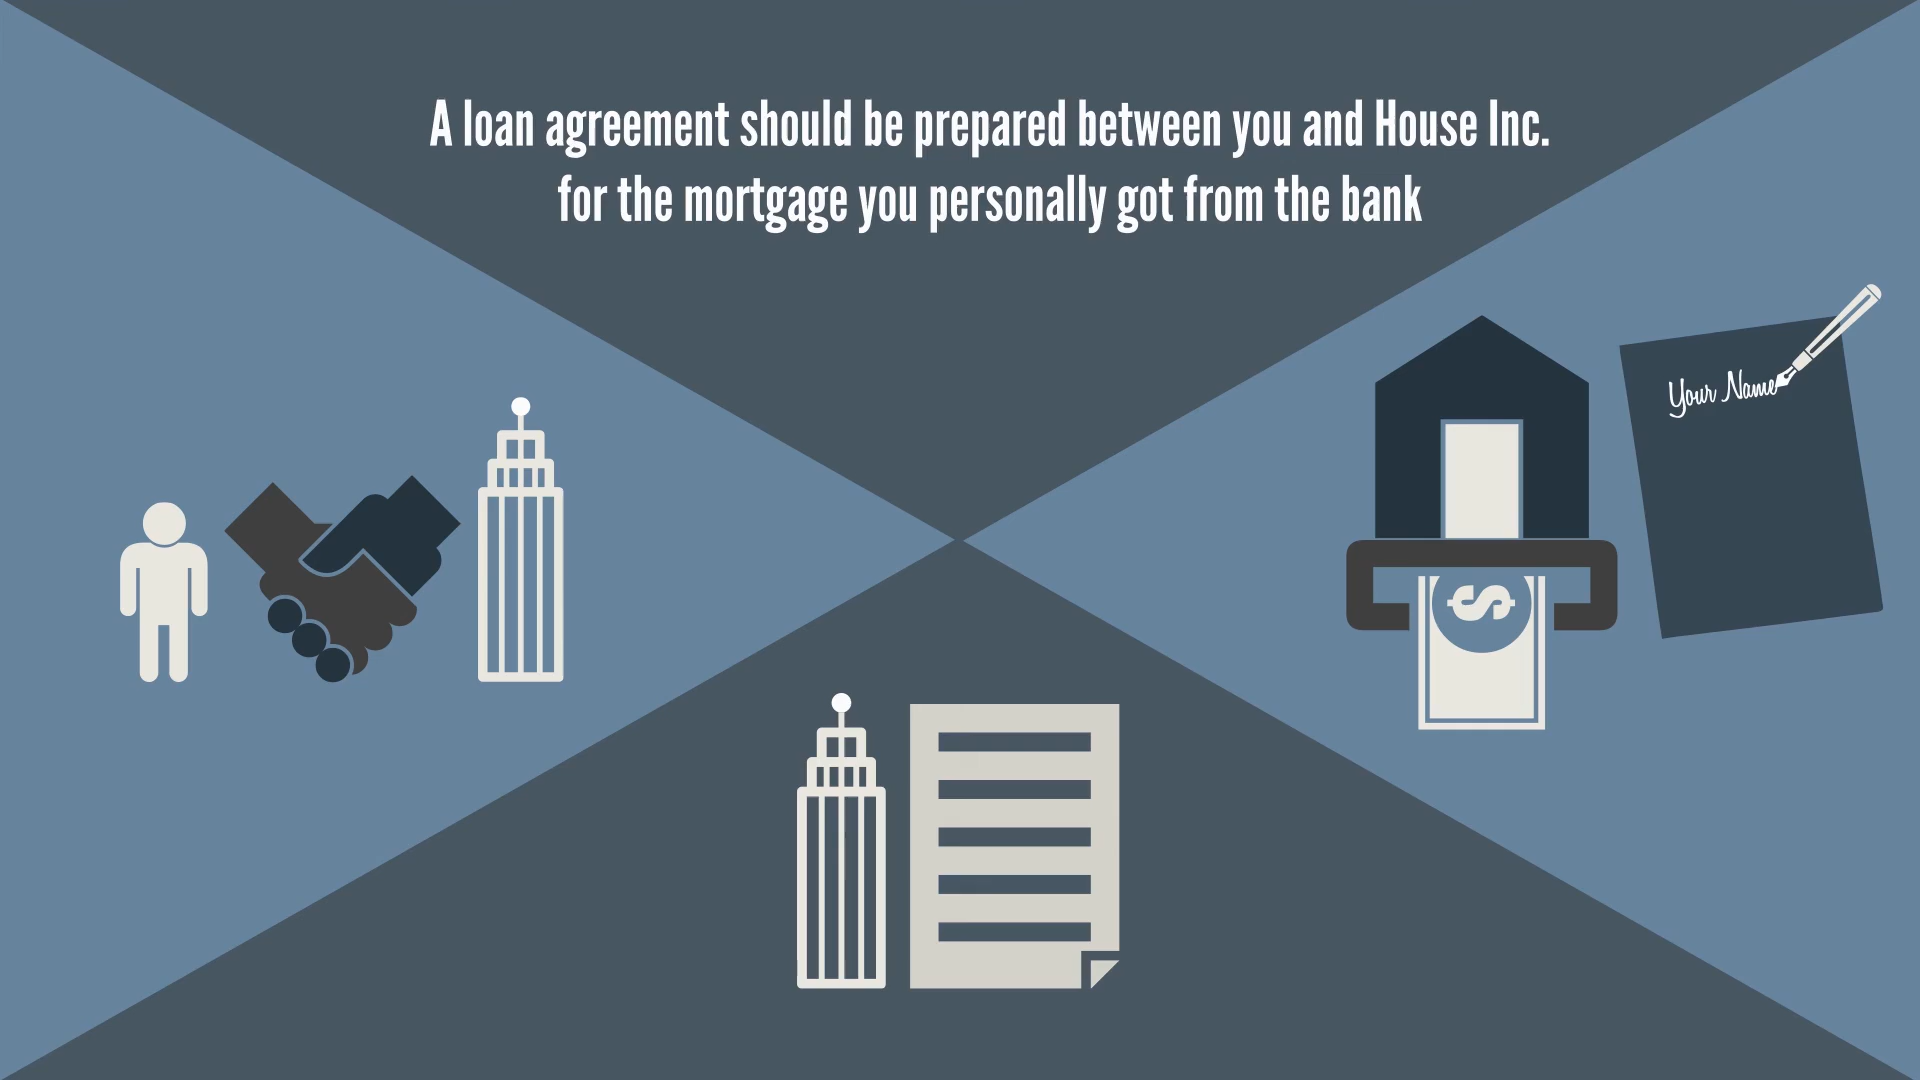 A loan agreement should be prepared between you and House Inc.
for the mortgage you personally got from the bank
Your Name
$